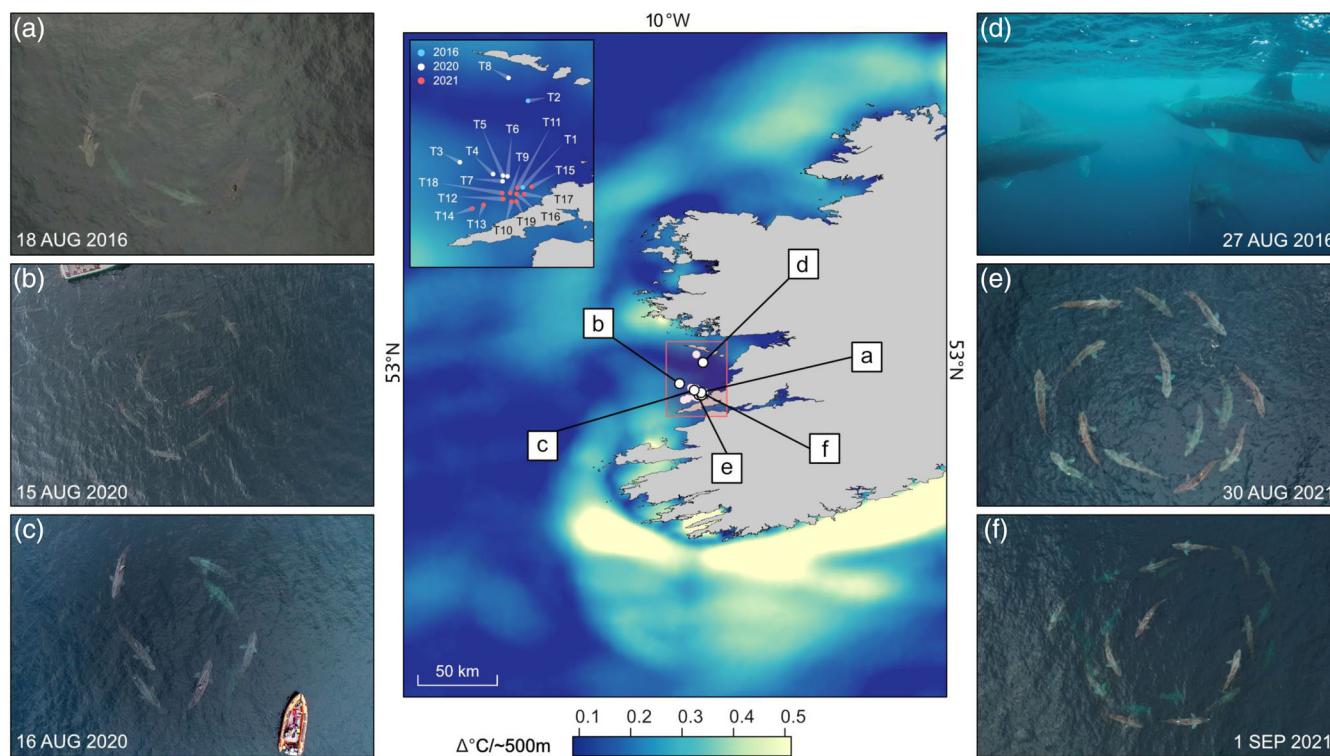 (a)
18 AUG 2016
(b)
15 AUG 2020
(c)
16 AUG 2020
10°W
2016
2020
2021
T8
T2
T11
T5
T6
T1
T3
T4
T9
T15
T18
T7
T12
T17
T14
T13
T16
T19
T10
53°N
53°N
d
b
a
c
f
e
50 km
0.1 0.2 0.3 0.4 0.5
Δ°C/~500m
(d)
27 AUG 2016
(e)
30 AUG 2021
(f)
1 SEP 2021